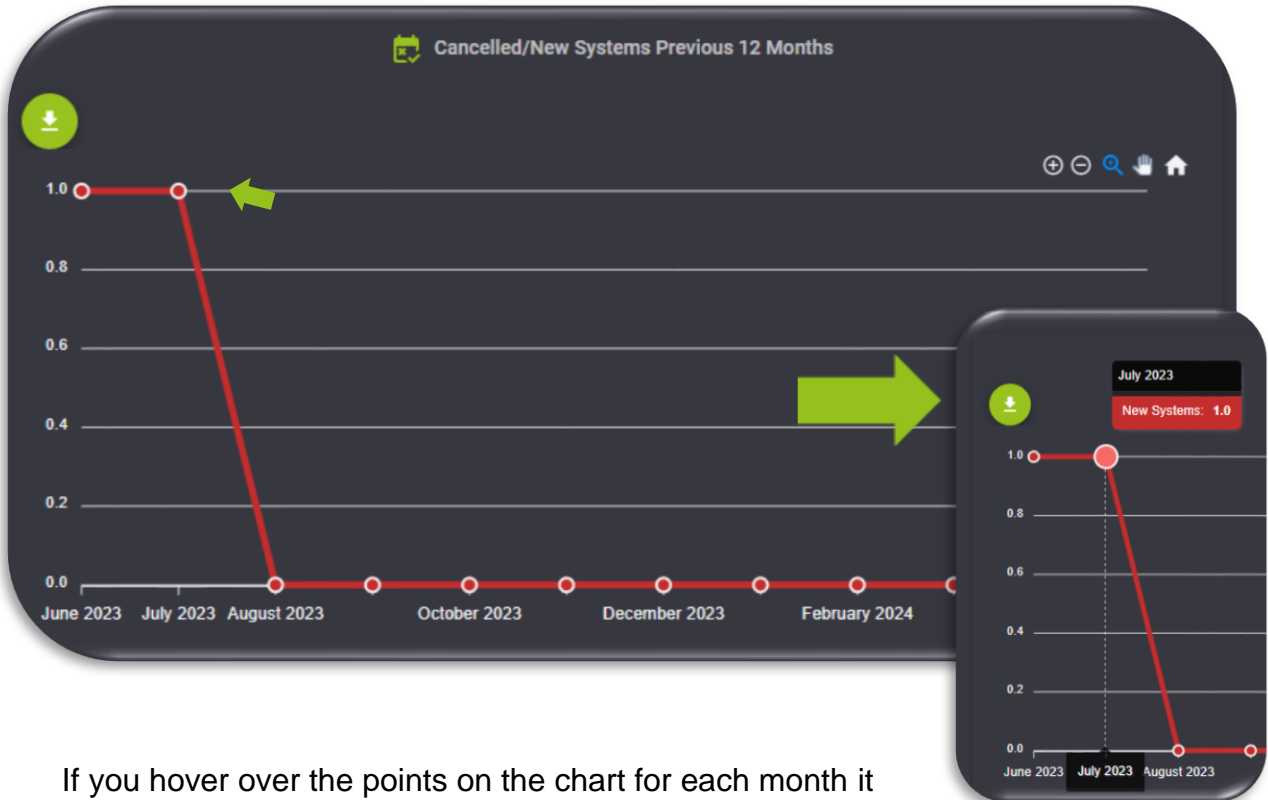 Cancelled/New Systems Previous 12 Months
1.0
0.8
0.6
0.4
0.2
0.0
June 2023 July 2023 August 2023 October 2023 December 2023 February 2024
July 2023
New Systems: 1.0
1.0
0.8
0.6
0.4
0.2
0.0
June 2023 July 2023 August 2023
If you hover over the points on the chart for each month it